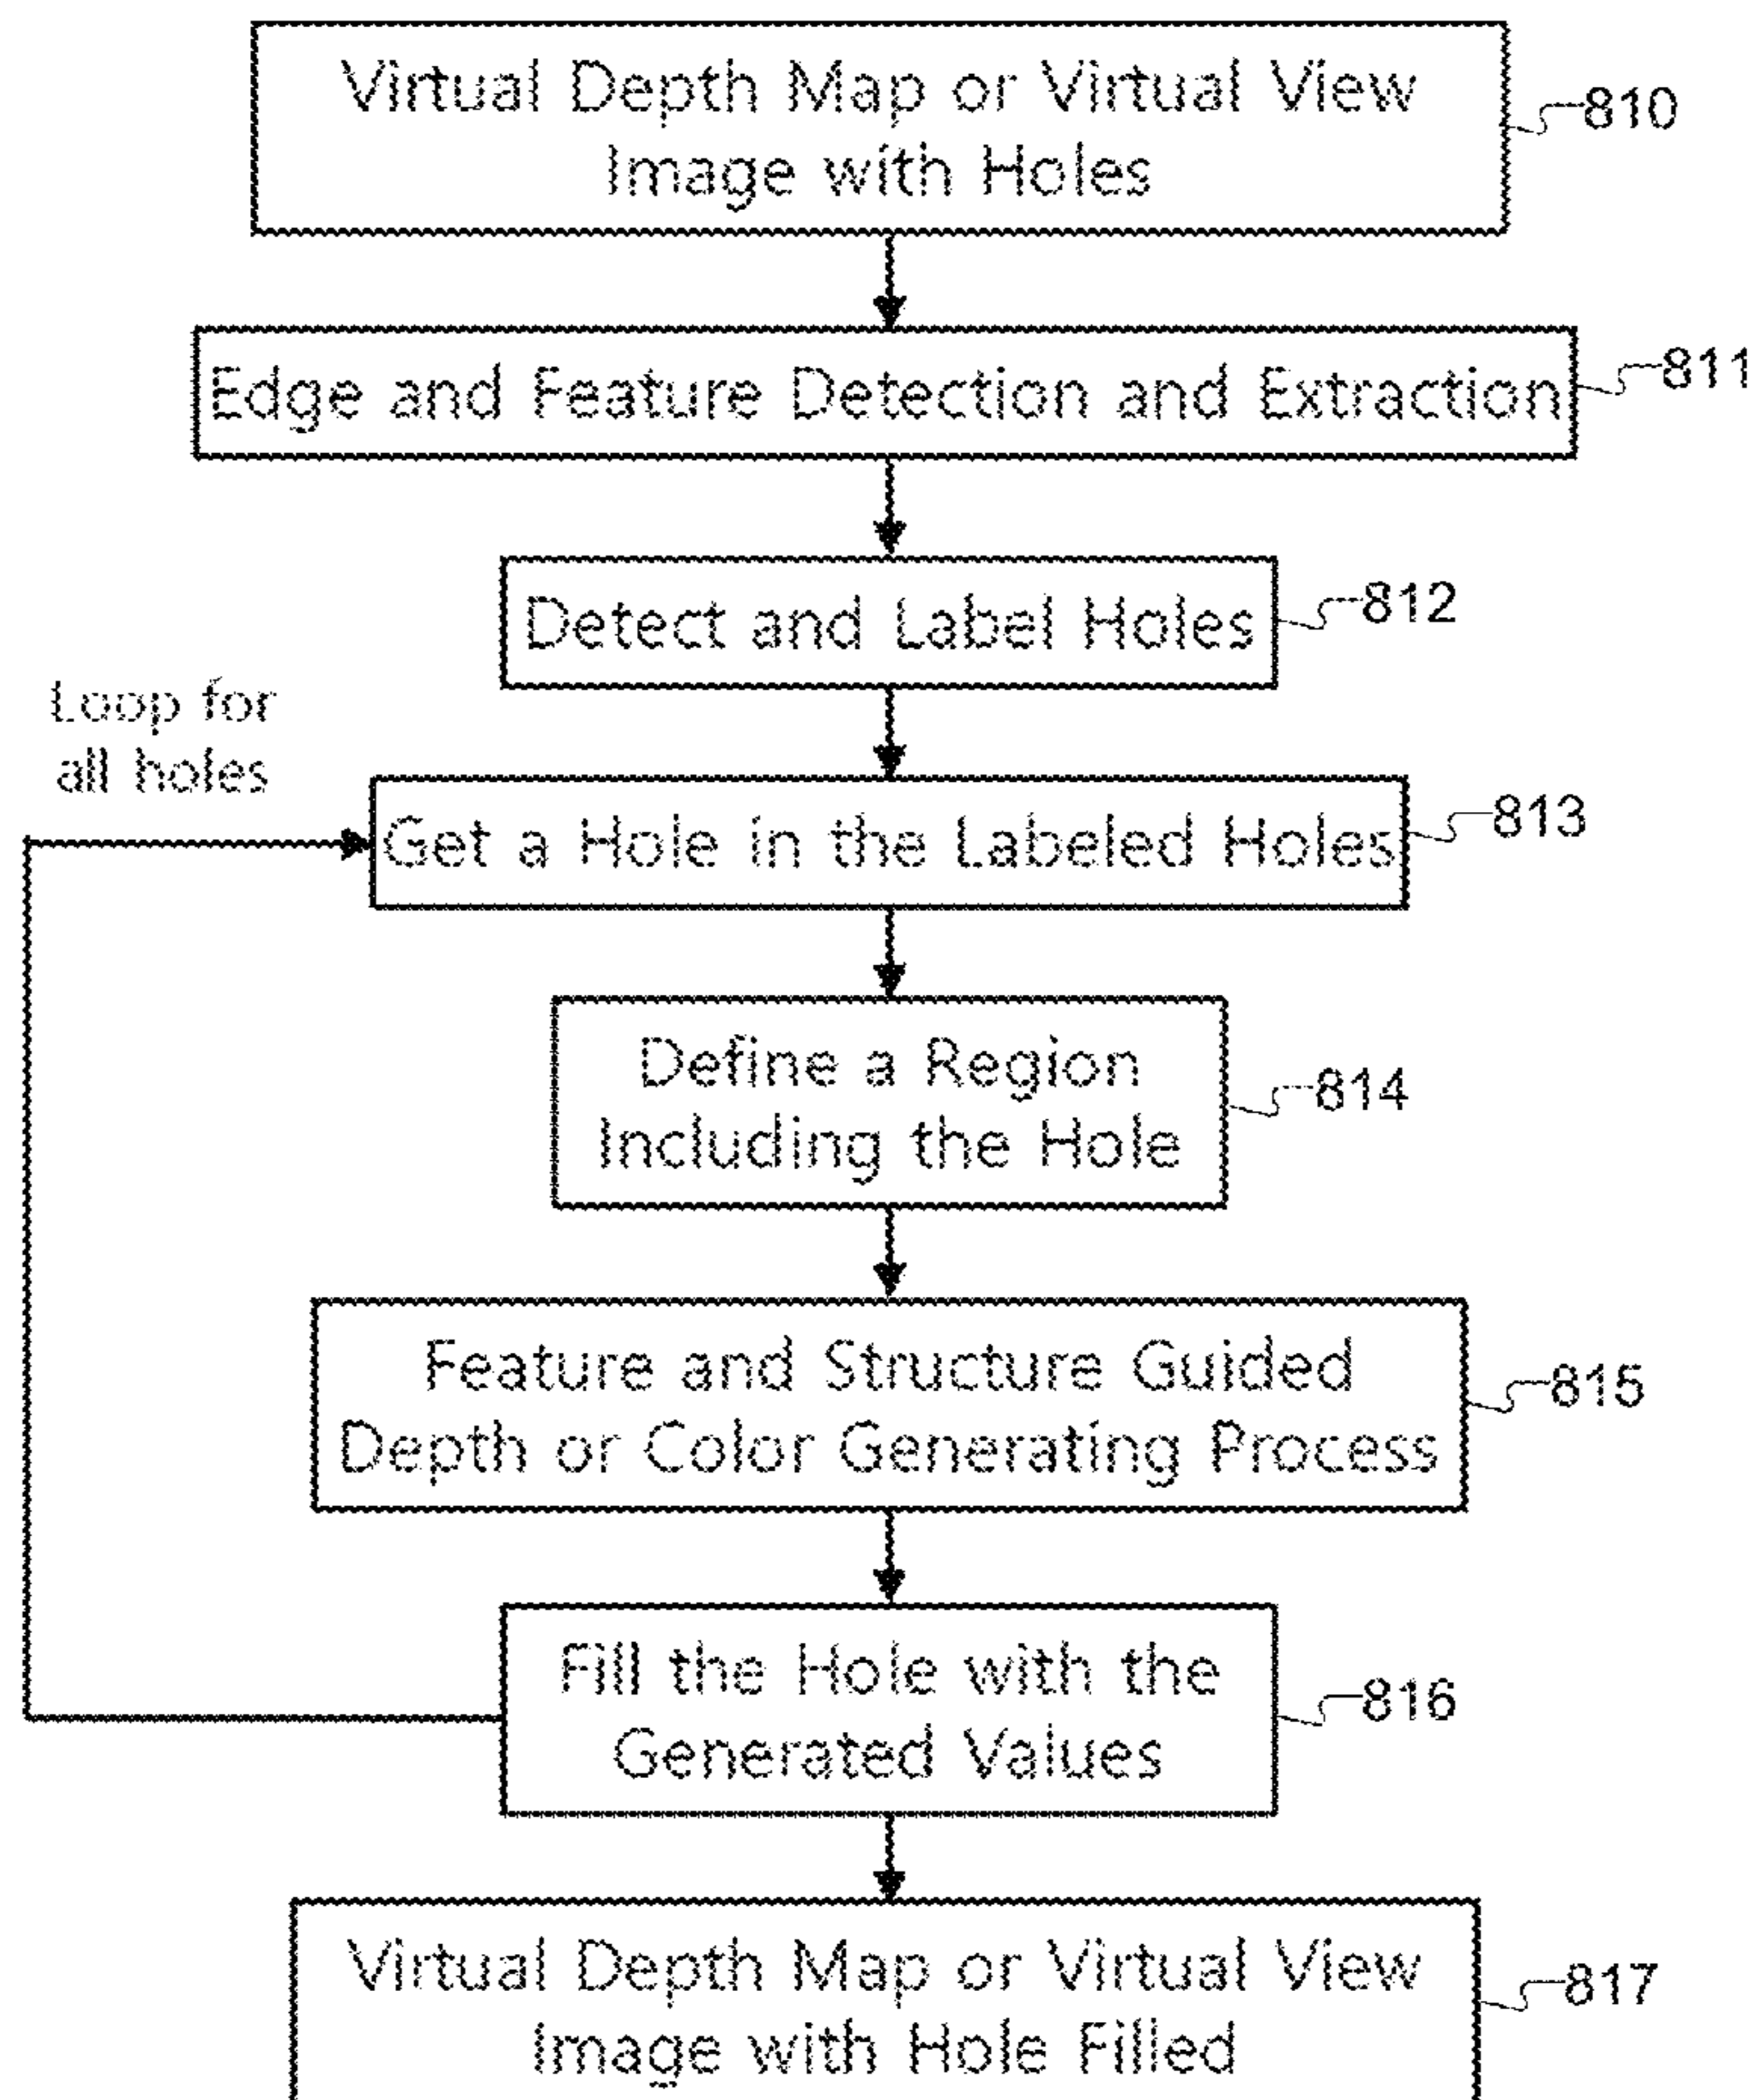 Virtual Depth Map or Virtual View
Image with Holes
810
Edge and Feature Detection and Extraction
811
Detect and Label Holes
812
Loop for
all holes
Get a Hole in the Labeled Holes
813
Define a Region
Including the Hole
814
Feature and Structure Guided
Depth or Color Generating Process
815
Fill the Hole with the
Generated Values
816
Virtual Depth Map or Virtual View
Image with Hole Filled
817